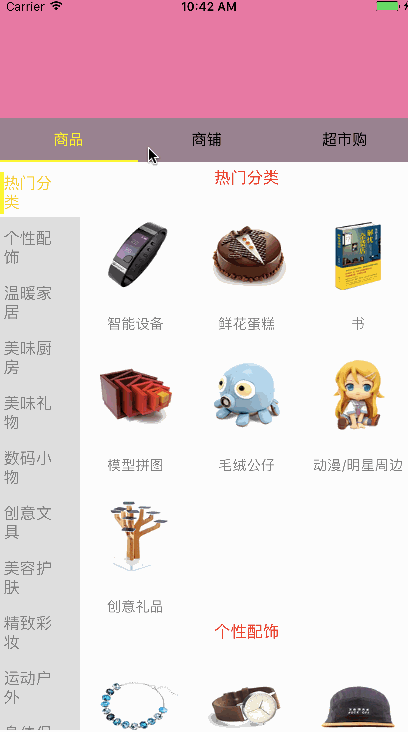 Carrier 10:42 AM
商品 商铺 超市购
热门分
类
个性配
饰
温暖家
居
美味厨
房
美味礼
物
数码小
物
创意文
具
美容护
肤
精致彩
妆
运动户
外
热门分类
智能设备 鲜花蛋糕 书
模型拼图 毛绒公仔 动漫/明星周边
创意礼品
个性配饰